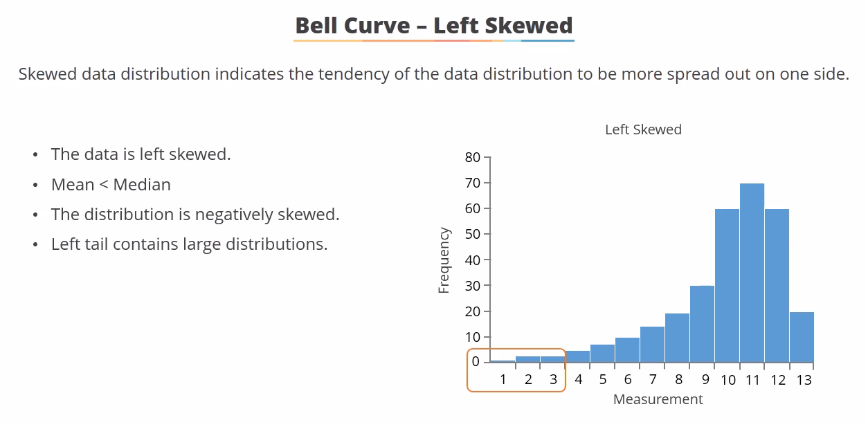 Bell Curve – Left Skewed
Skewed data distribution indicates the tendency of the data distribution to be more spread out on one side.
• The data is left skewed.
• Mean < Median
• The distribution is negatively skewed.
• Left tail contains large distributions.
Left Skewed
80
70
60
50
40
30
20
10
0
Frequency
1 2 3 4 5 6 7 8 9 10 11 12 13
Measurement